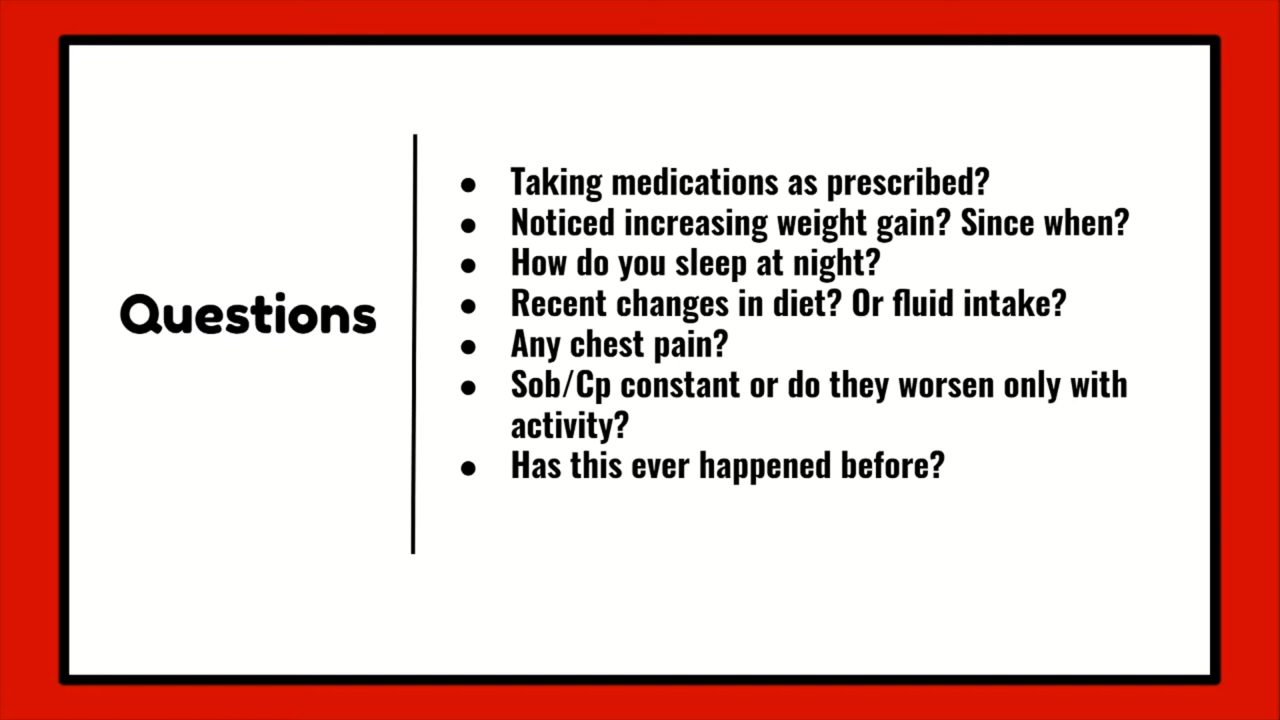 Questions
● Taking medications as prescribed?
● Noticed increasing weight gain? Since when?
● How do you sleep at night?
● Recent changes in diet? Or fluid intake?
● Any chest pain?
● Sob/Cp constant or do they worsen only with
activity?
● Has this ever happened before?